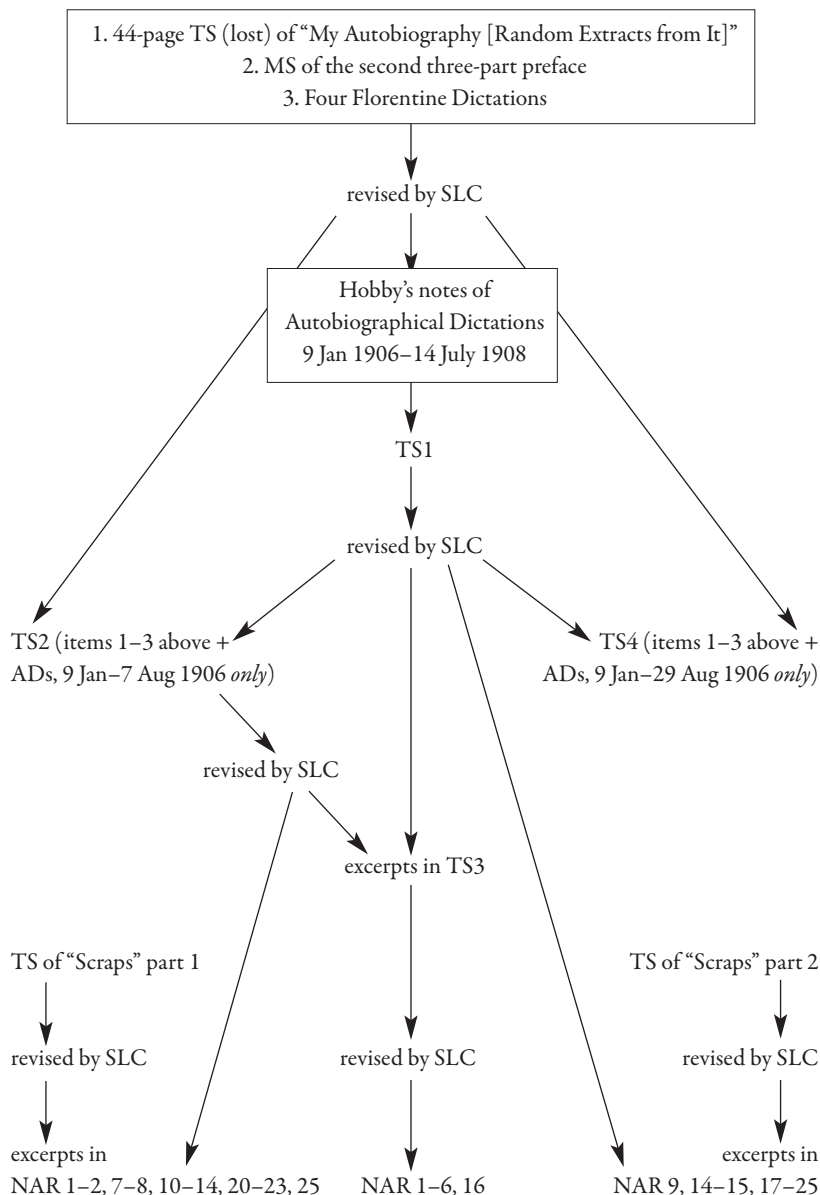 1. 44-page TS (lost) of “My Autobiography [Random Extracts from It]”
2. MS of the second three-part preface
3. Four Florentine Dictations
revised by SLC
Hobby’s notes of
Autobiographical Dictations
9 Jan 1906–14 July 1908
TS1
revised by SLC
TS2 (items 1–3 above +
ADs, 9 Jan–7 Aug 1906 only)
TS4 (items 1–3 above +
ADs, 9 Jan–29 Aug 1906 only)
revised by SLC
excerpts in TS3
TS of “Scraps” part 1
TS of “Scraps” part 2
revised by SLC
revised by SLC
revised by SLC
excerpts in
NAR 1–2, 7–8, 10–14, 20–23, 25
NAR 1–6, 16
excerpts in
NAR 9, 14–15, 17–25